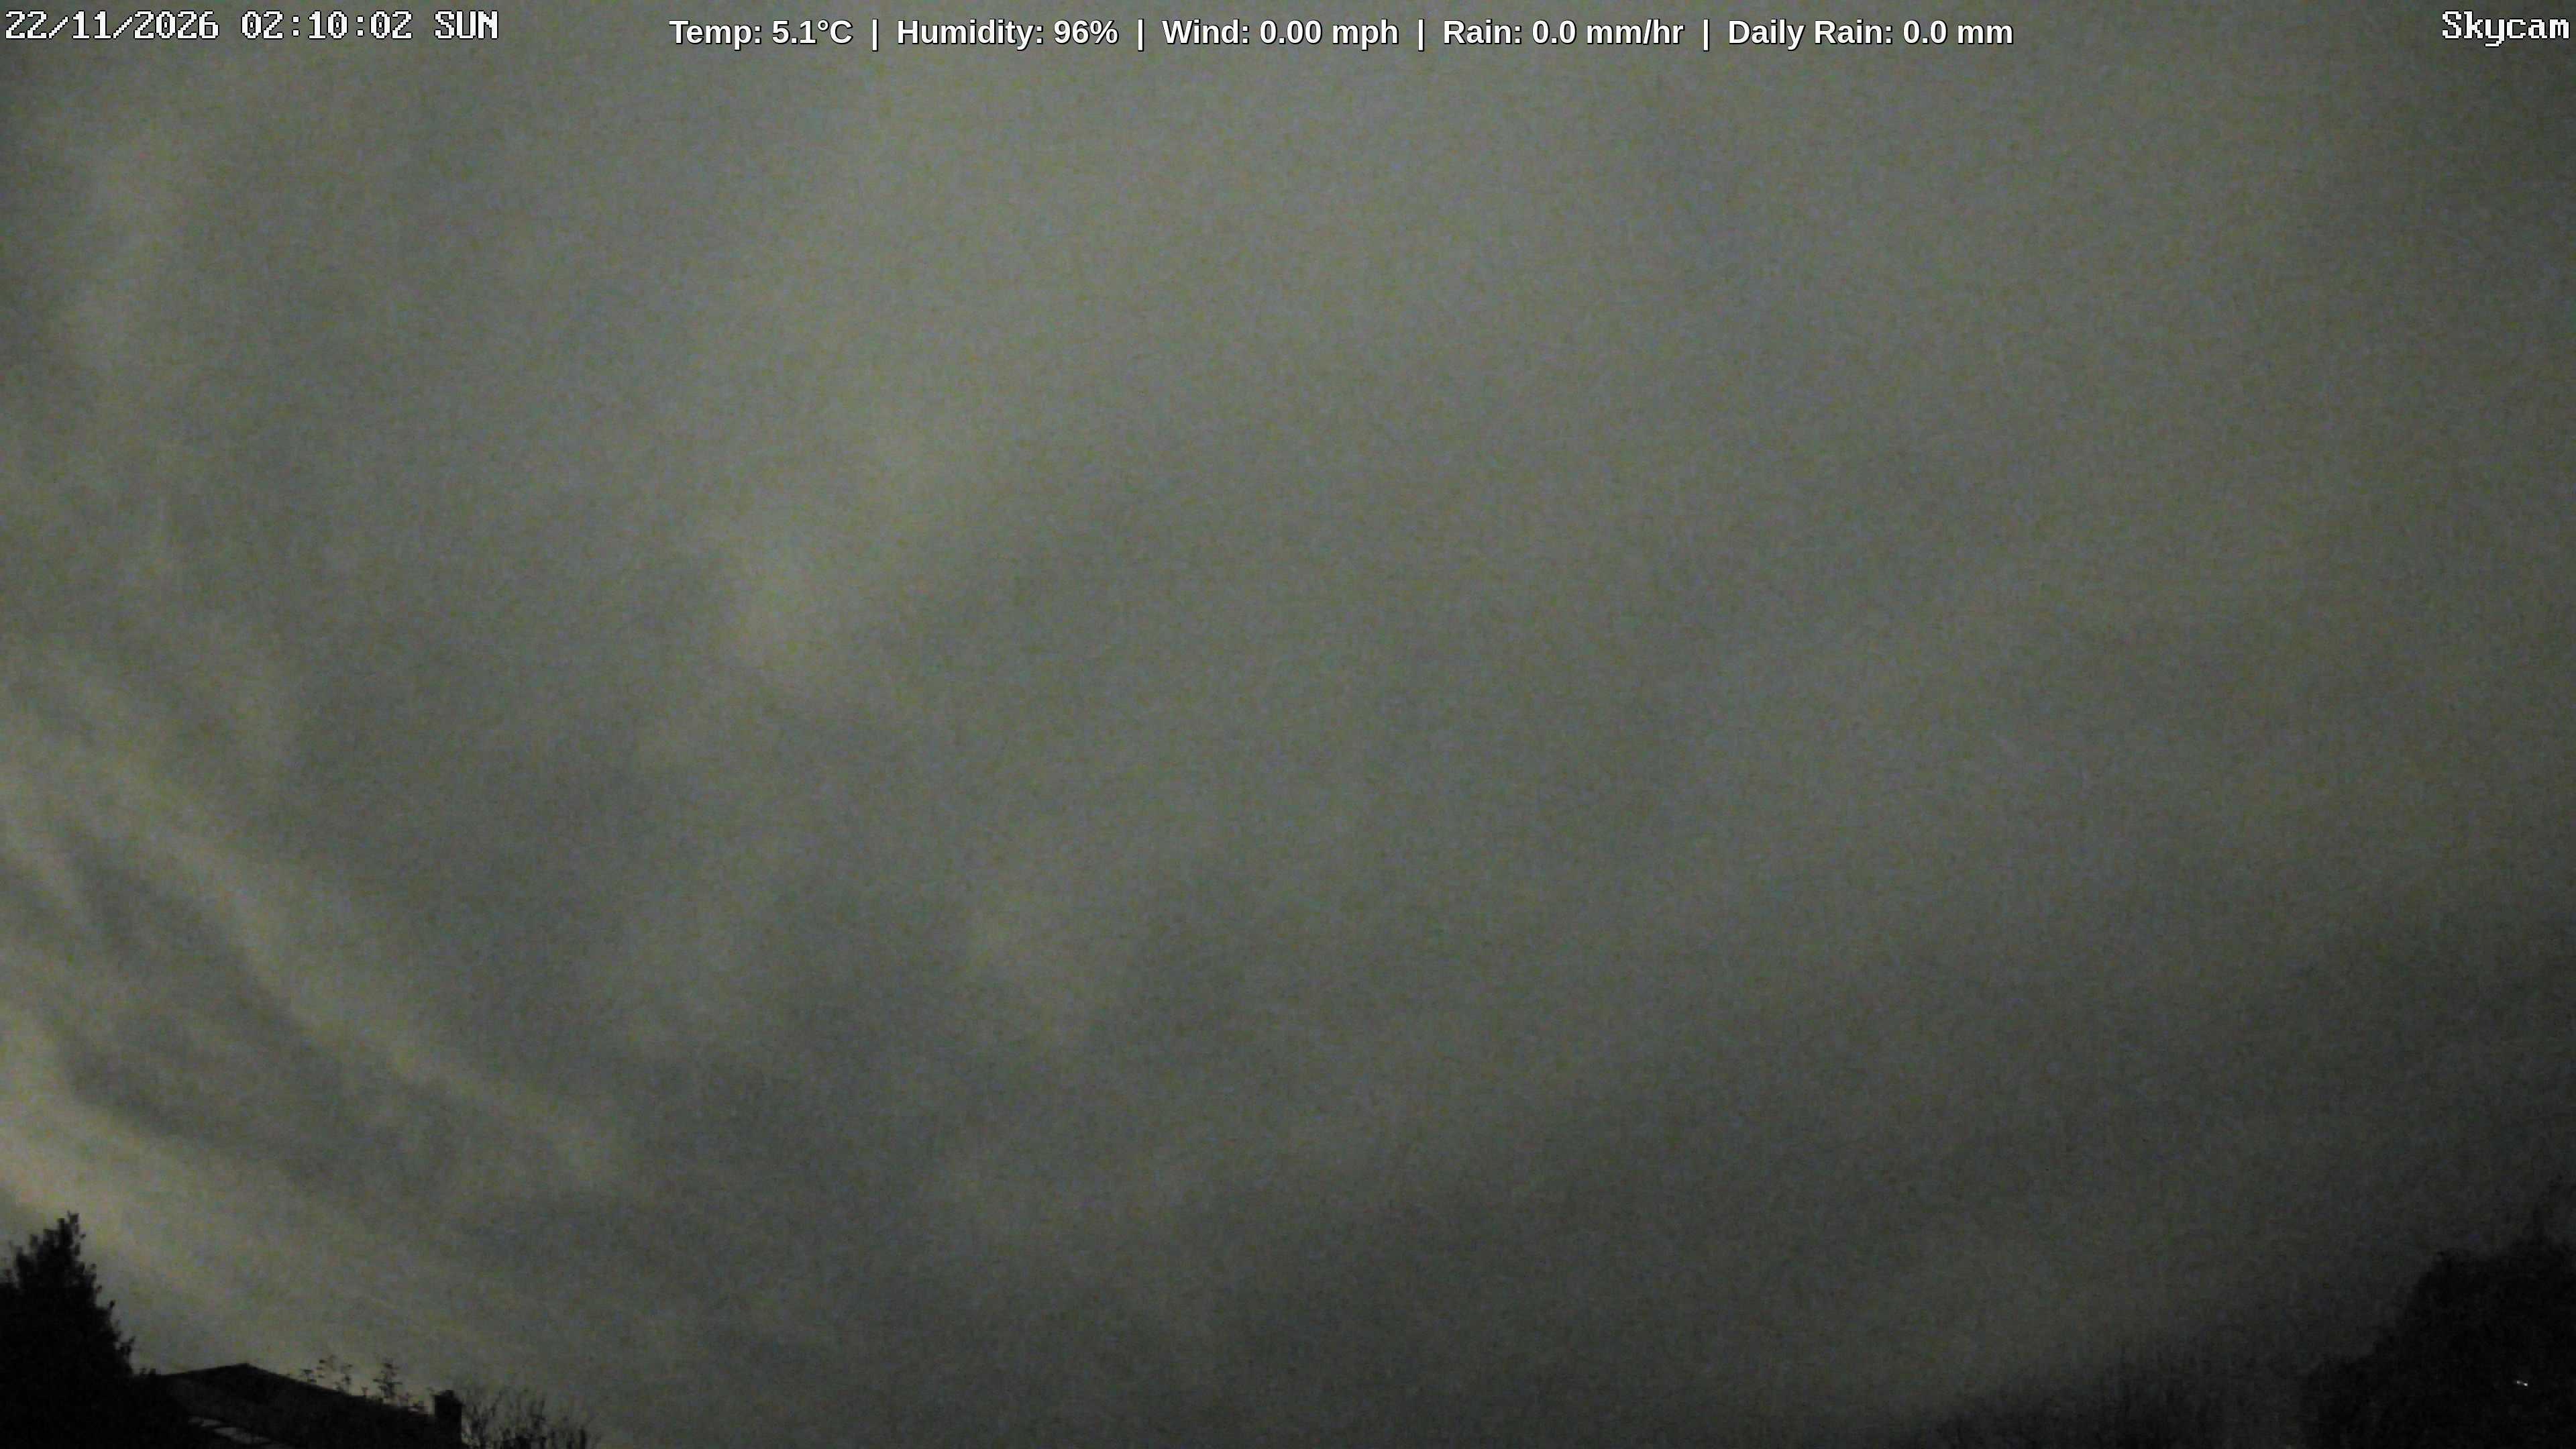 22/11/2026 02:10:02 SUN
Temp: 5.1°C | Humidity: 96% | Wind: 0.00 mph | Rain: 0.0 mm/hr | Daily Rain: 0.0 mm
Skycam